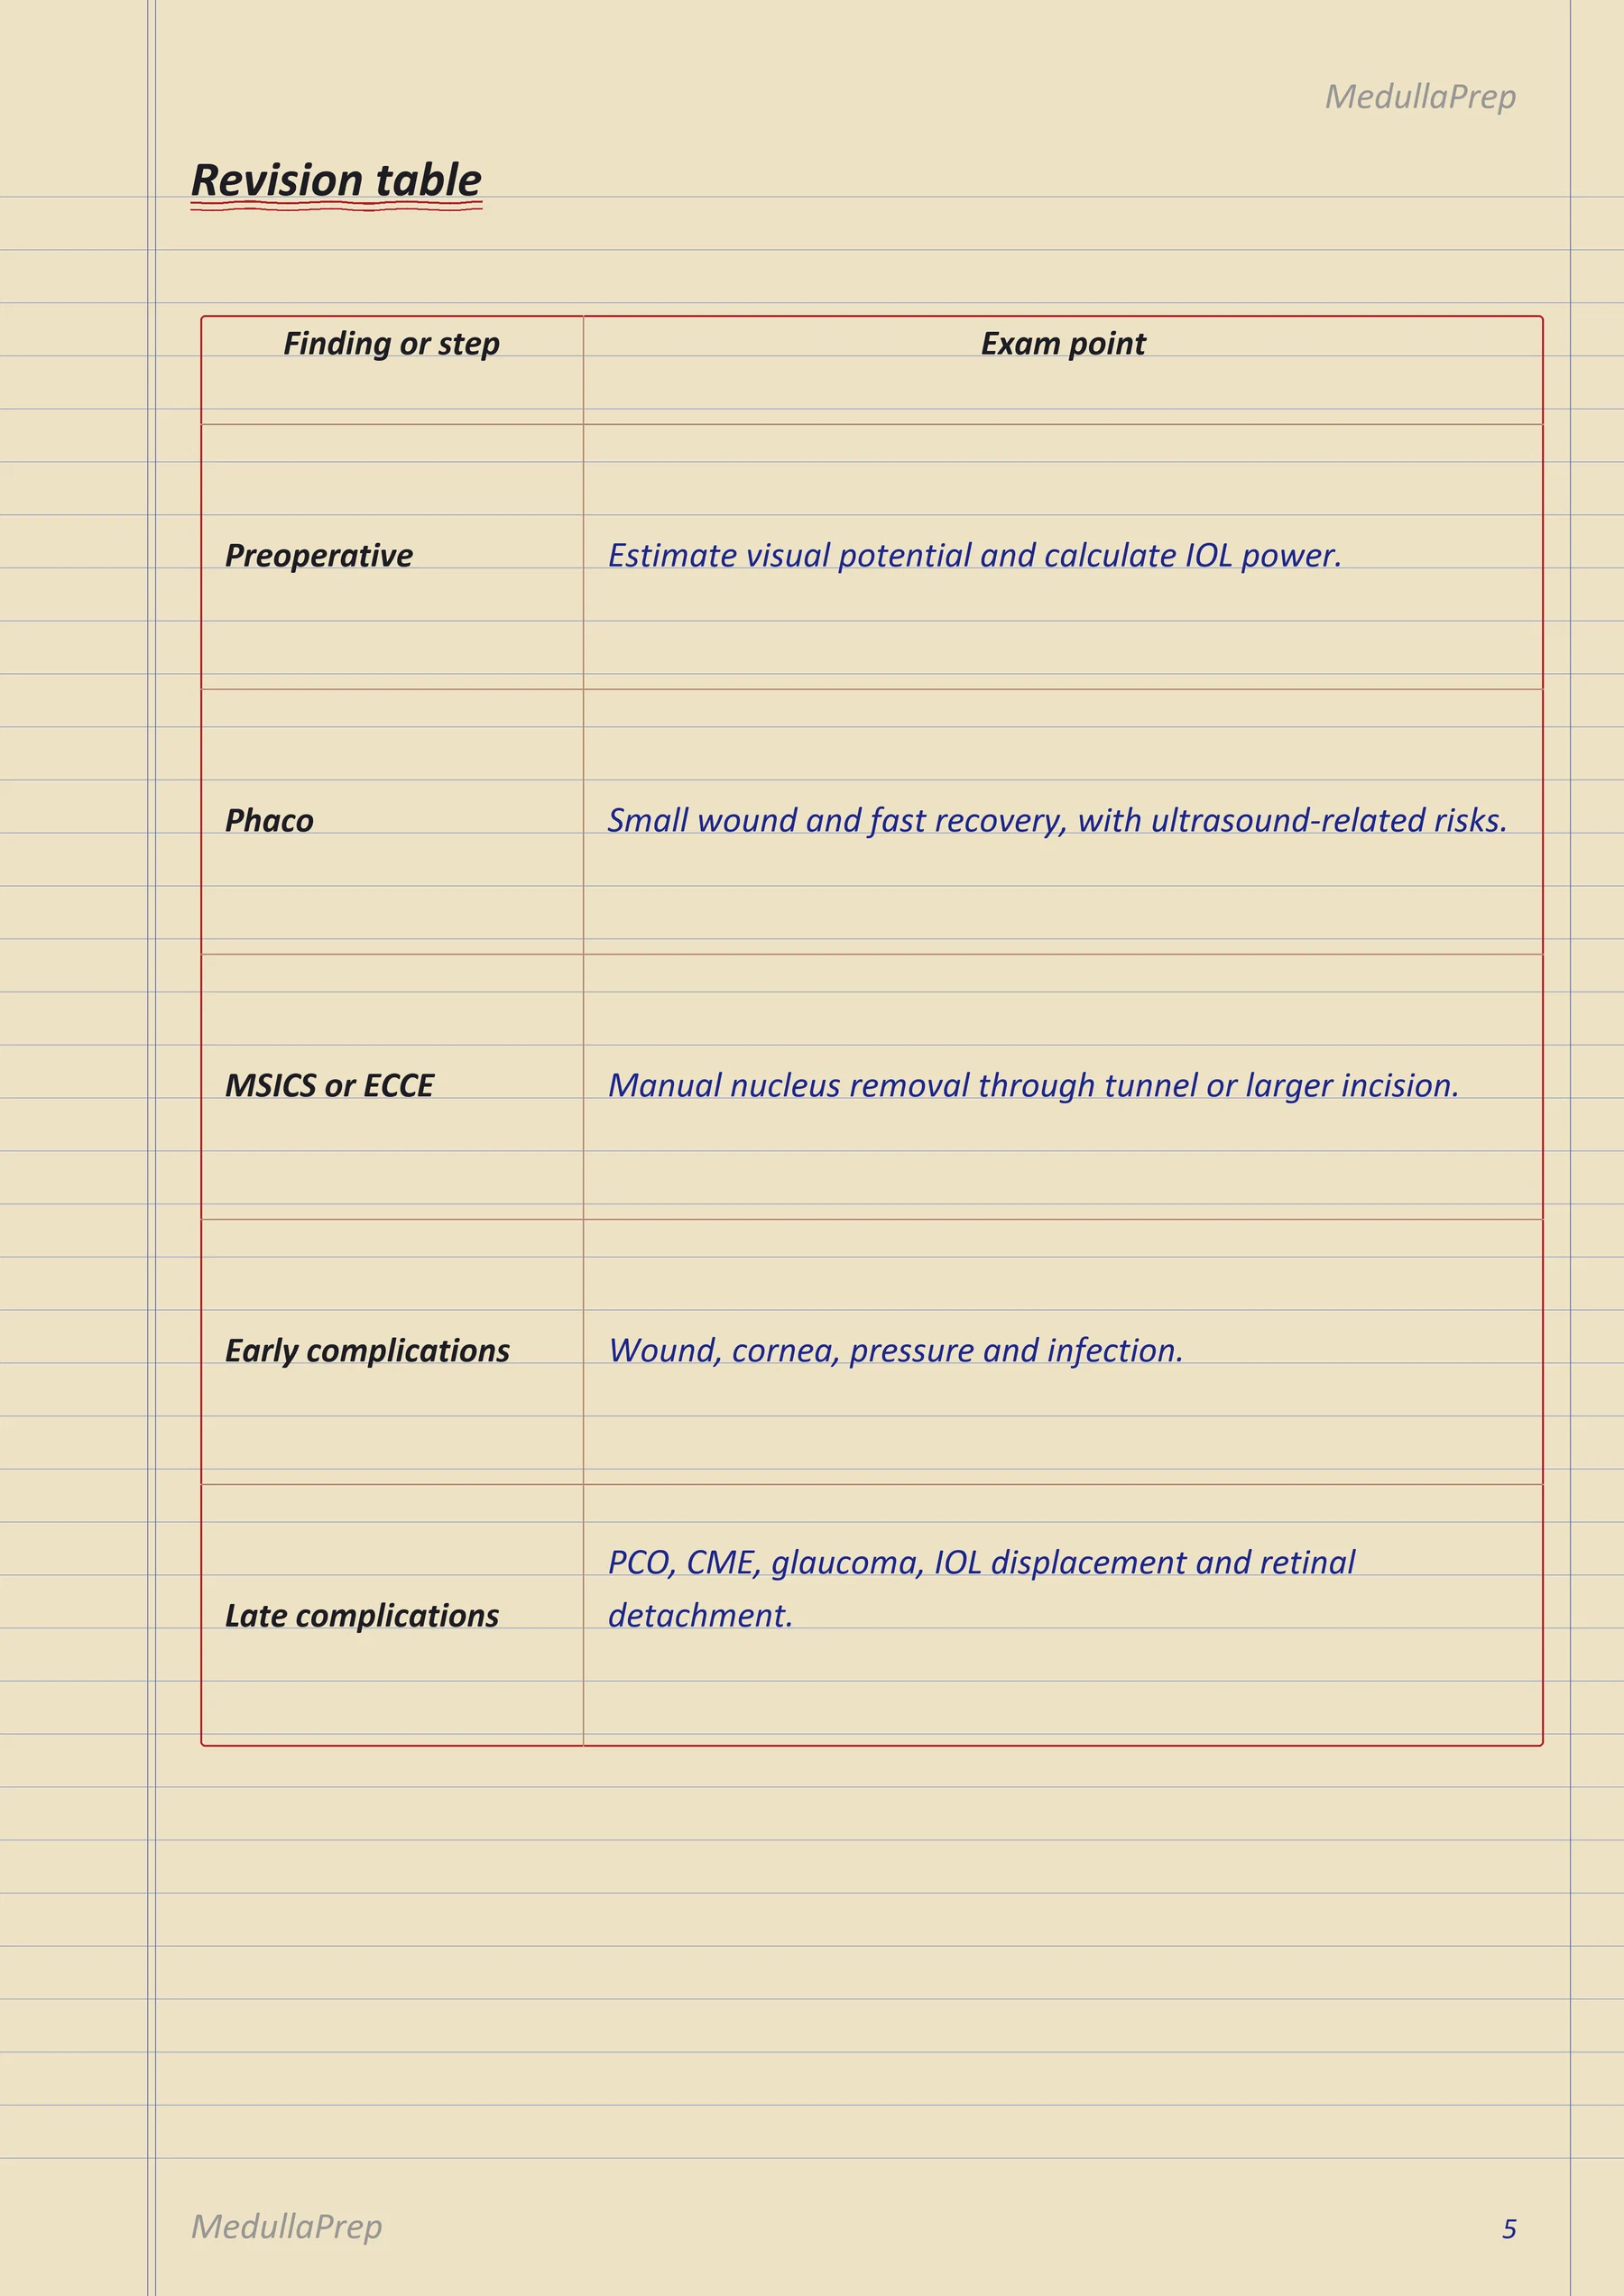 MedullaPrep
Revision table
Finding or step
Exam point
Preoperative
Estimate visual potential and calculate IOL power.
Phaco
Small wound and fast recovery, with ultrasound-related risks.
MSICS or ECCE
Manual nucleus removal through tunnel or larger incision.
Early complications
Wound, cornea, pressure and infection.
Late complications
PCO, CME, glaucoma, IOL displacement and retinal
detachment.
MedullaPrep
5